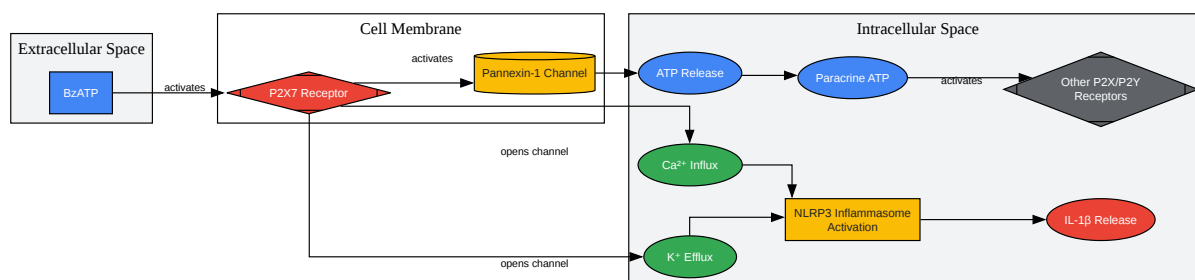 Extracellular Space
BzATP
activates
Cell Membrane
P2X7 Receptor
activates
Pannexin-1 Channel
opens channel
opens channel
Intracellular Space
ATP Release
Paracrine ATP
activates
Other P2X/P2Y
Receptors
Ca²⁺ Influx
NLRP3 Inflammasome
Activation
IL-1β Release
K⁺ Efflux